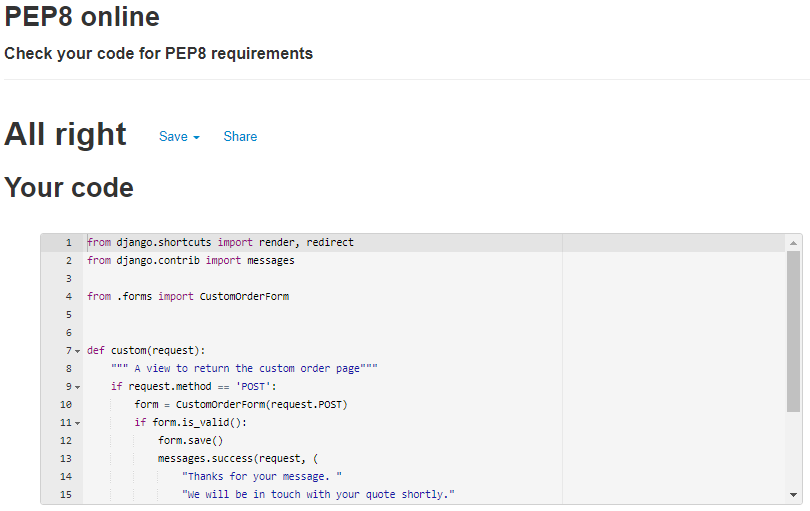 PEP8 online
Check your code for PEP8 requirements
All right Save Share
Your code
1 from django.shortcuts import render, redirect
2 from django.contrib import messages
3
4 from .forms import CustomOrderForm
5
6
7 def custom(request):
8 """ A view to return the custom order page"""
9 if request.method == 'POST':
10 form = CustomOrderForm(request.POST)
11 if form.is_valid():
12 form.save()
13 messages.success(request, (
14 "Thanks for your message. "
15 "We will be in touch with your quote shortly."